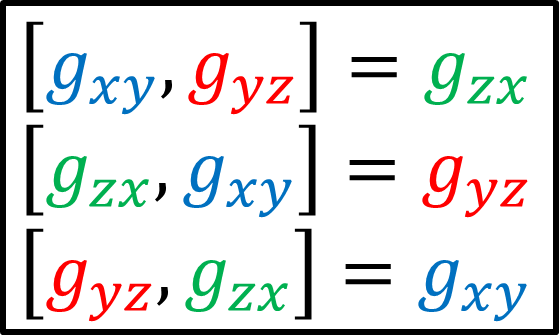 [g_{xy}, g_{yz}] = g_{zx}
[g_{zx}, g_{xy}] = g_{yz}
[g_{yz}, g_{zx}] = g_{xy}